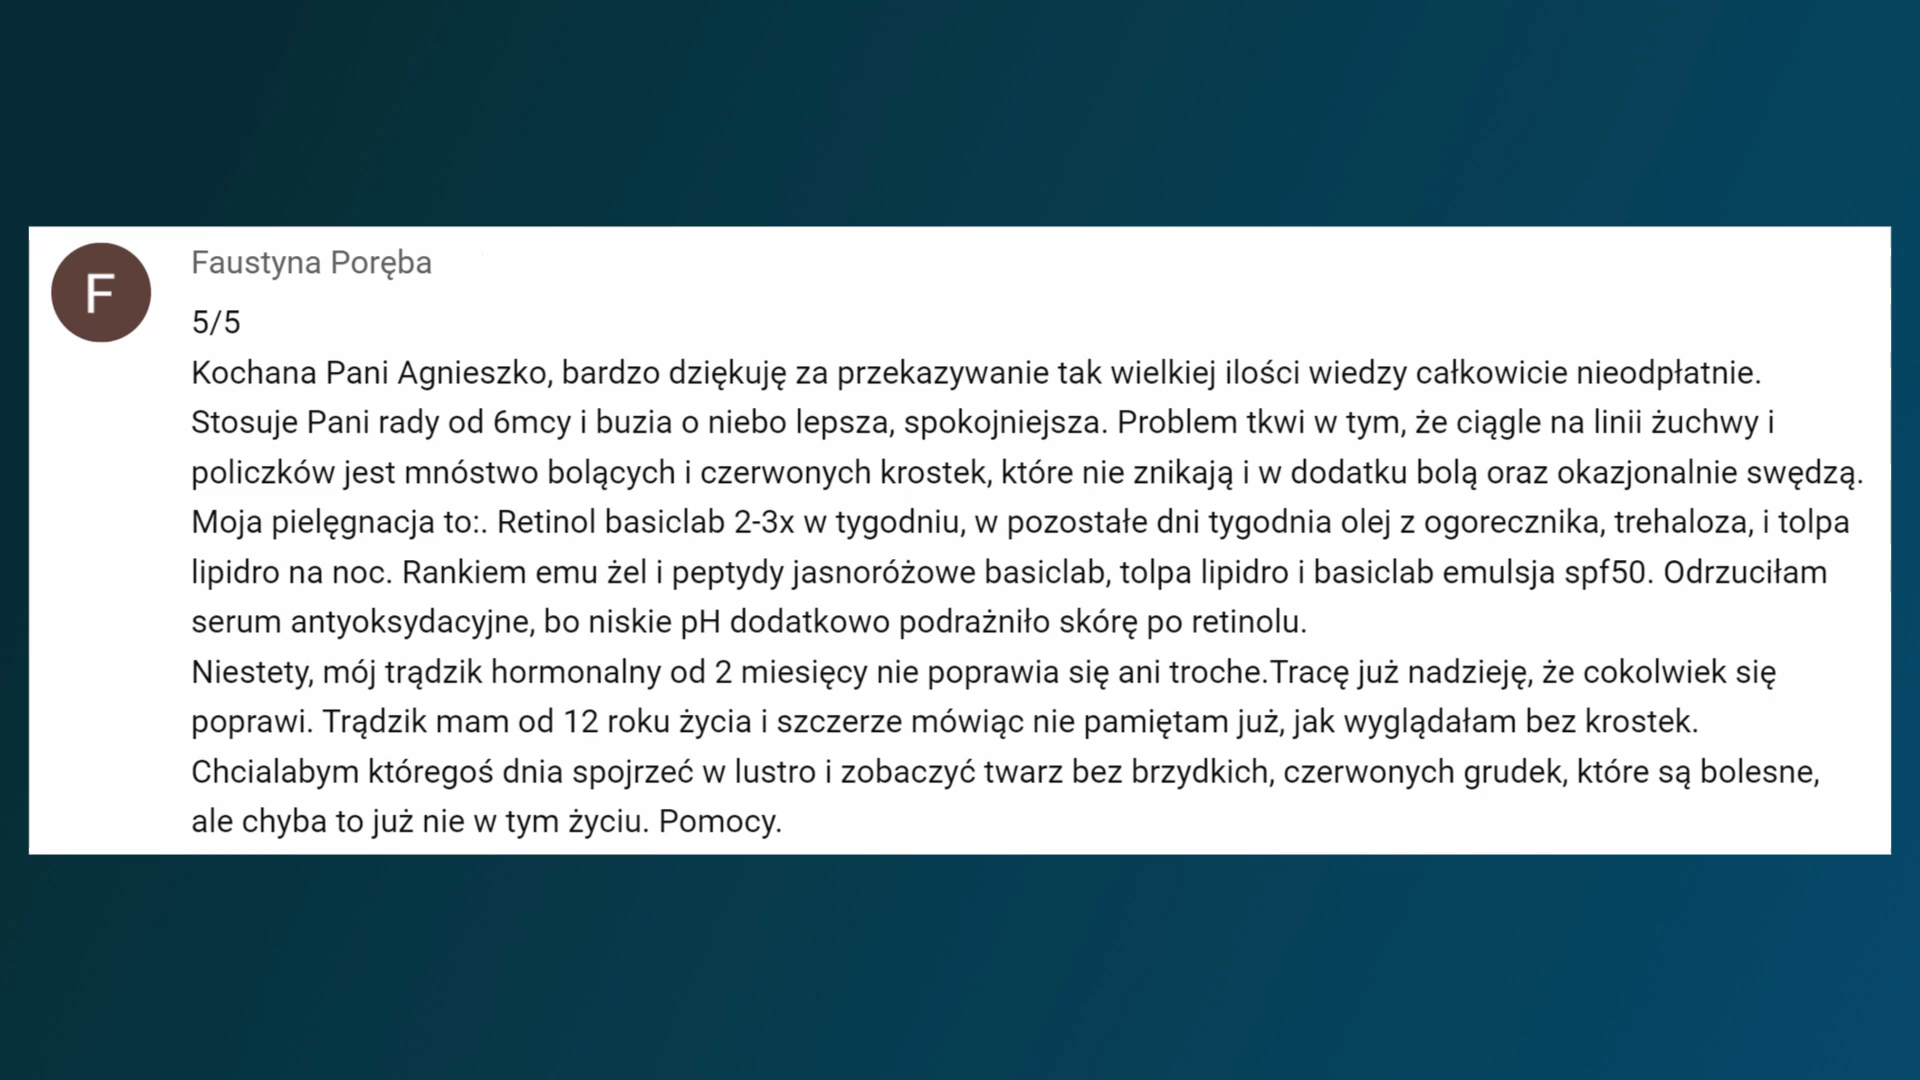 F
Faustyna Poręba
5/5
Kochana Pani Agnieszko, bardzo dziękuję za przekazywanie tak wielkiej ilości wiedzy całkowicie nieodpłatnie.
Stosuje Pani rady od 6mcy i buzia o niebo lepsza, spokojniejsza. Problem tkwi w tym, że ciągle na linii żuchwy i
policzków jest mnóstwo bolących i czerwonych krostek, które nie znikają i w dodatku bolą oraz okazjonalnie swędzą.
Moja pielęgnacja to:. Retinol basiclab 2-3x w tygodniu, w pozostałe dni tygodnia olej z ogorecznika, trehaloza, i tolpa
lipidro na noc. Rankiem emu żel i peptydy jasnoróżowe basiclab, tolpa lipidro i basiclab emulsja spf50. Odrzuciłam
serum antyoksydacyjne, bo niskie pH dodatkowo podrażniło skórę po retinolu.
Niestety, mój trądzik hormonalny od 2 miesięcy nie poprawia się ani troche.Tracę już nadzieję, że cokolwiek się
poprawi. Trądzik mam od 12 roku życia i szczerze mówiąc nie pamiętam już, jak wyglądałam bez krostek.
Chcialabym któregoś dnia spojrzeć w lustro i zobaczyć twarz bez brzydkich, czerwonych grudek, które są bolesne,
ale chyba to już nie w tym życiu. Pomocy.